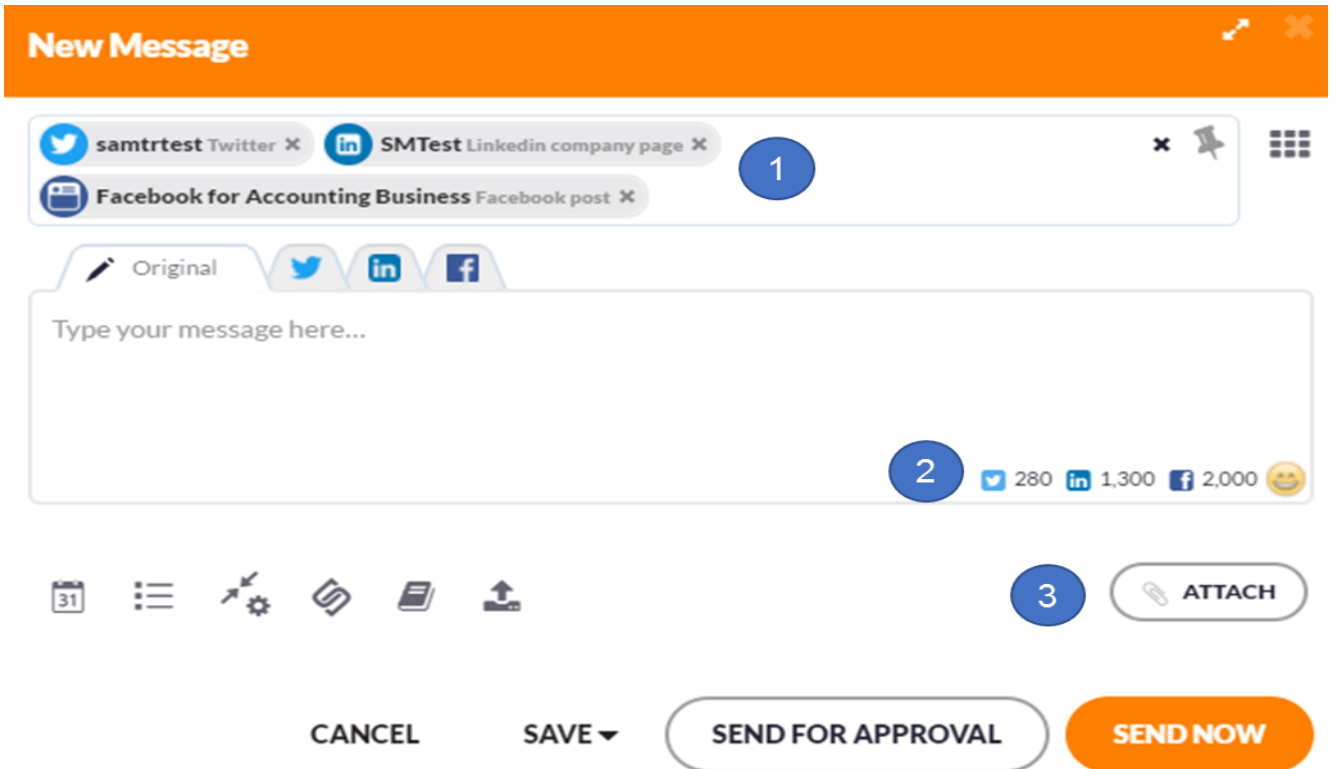 New Message
samtrtest Twitter × SMTest Linkedin company page ×
1
Facebook for Accounting Business Facebook post ×
Original
Type your message here...
2 280 1,300 2,000
31
3 ATTACH
CANCEL SAVE SEND FOR APPROVAL SEND NOW